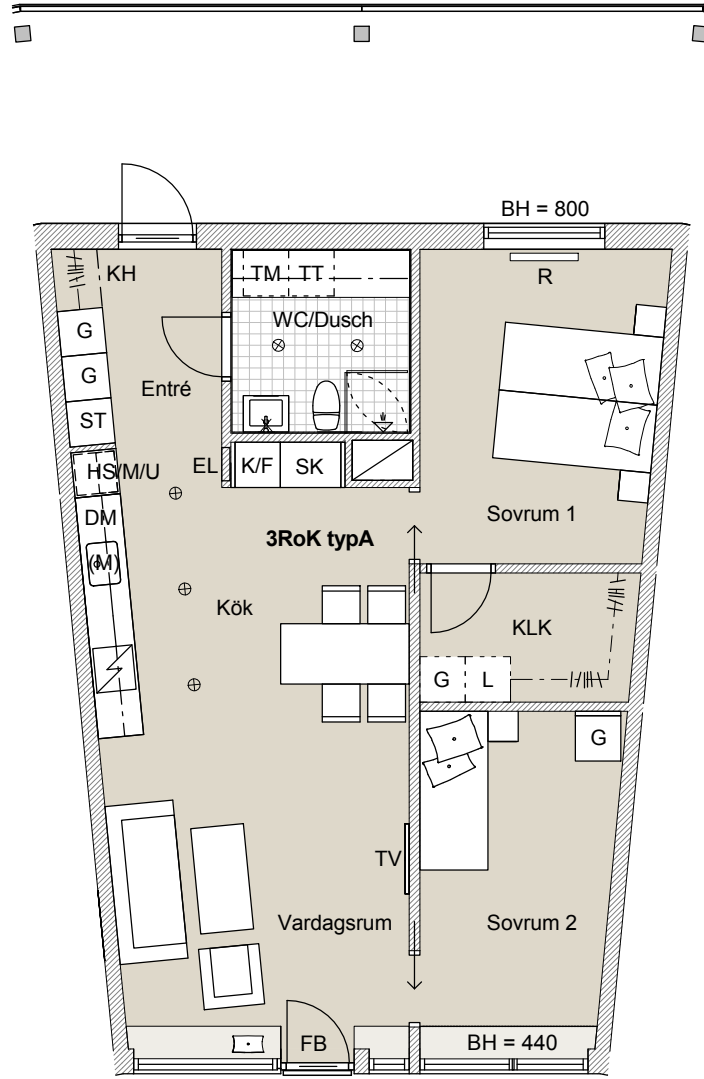 BH = 800
KH
TM TT
R
G
WC/Dusch
G
Entré
ST
HS/M/U
EL
K/F
SK
DM
Sovrum 1
3RoK typA
(M)
Kök
KLK
G
L
G
TV
Vardagsrum
Sovrum 2
FB
BH = 440